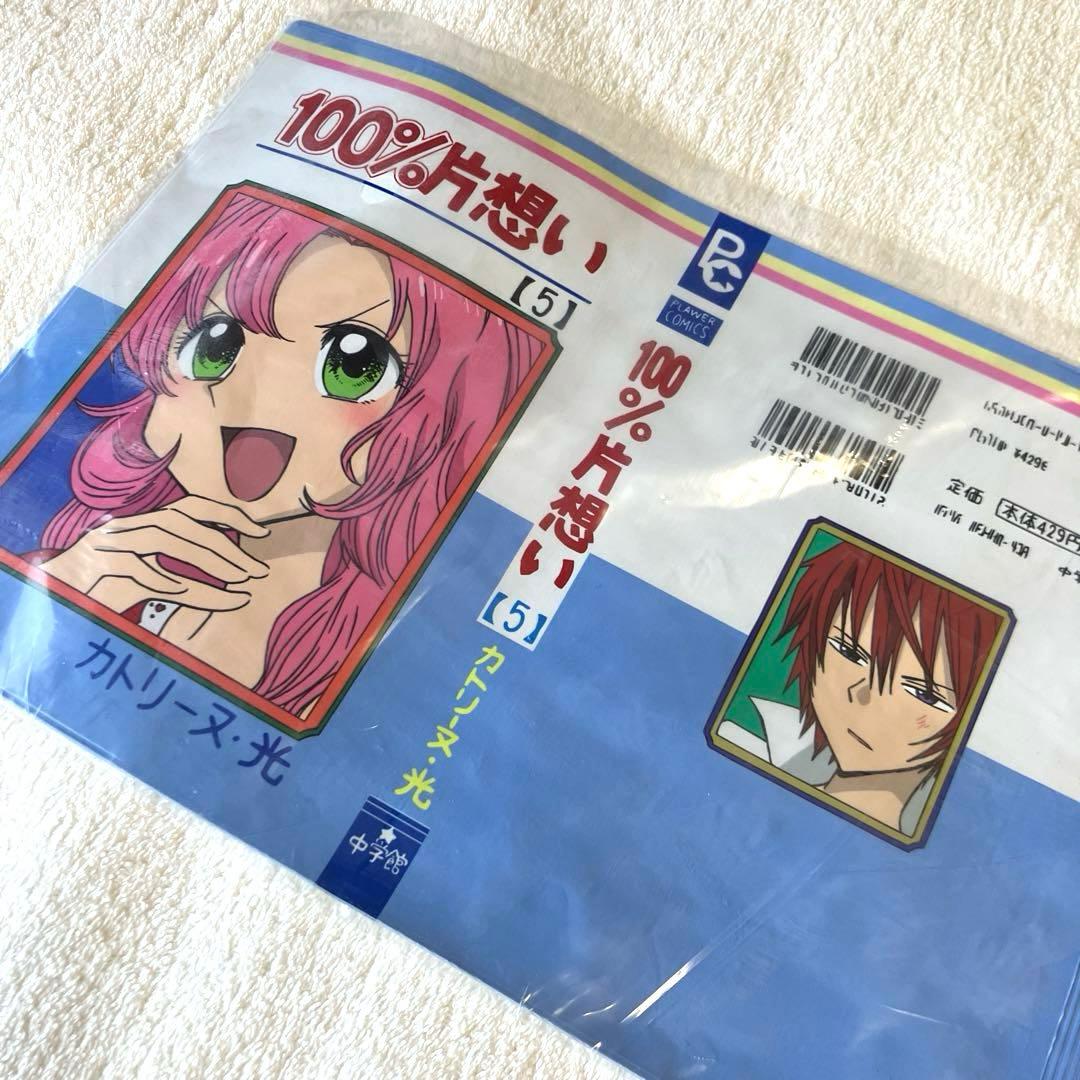 100%片想い
【5】
カトリーヌ・光
PC
PLAWER
COMICS
100%片想い
【5】
カトリーヌ・光
中学館
定価
本体429円